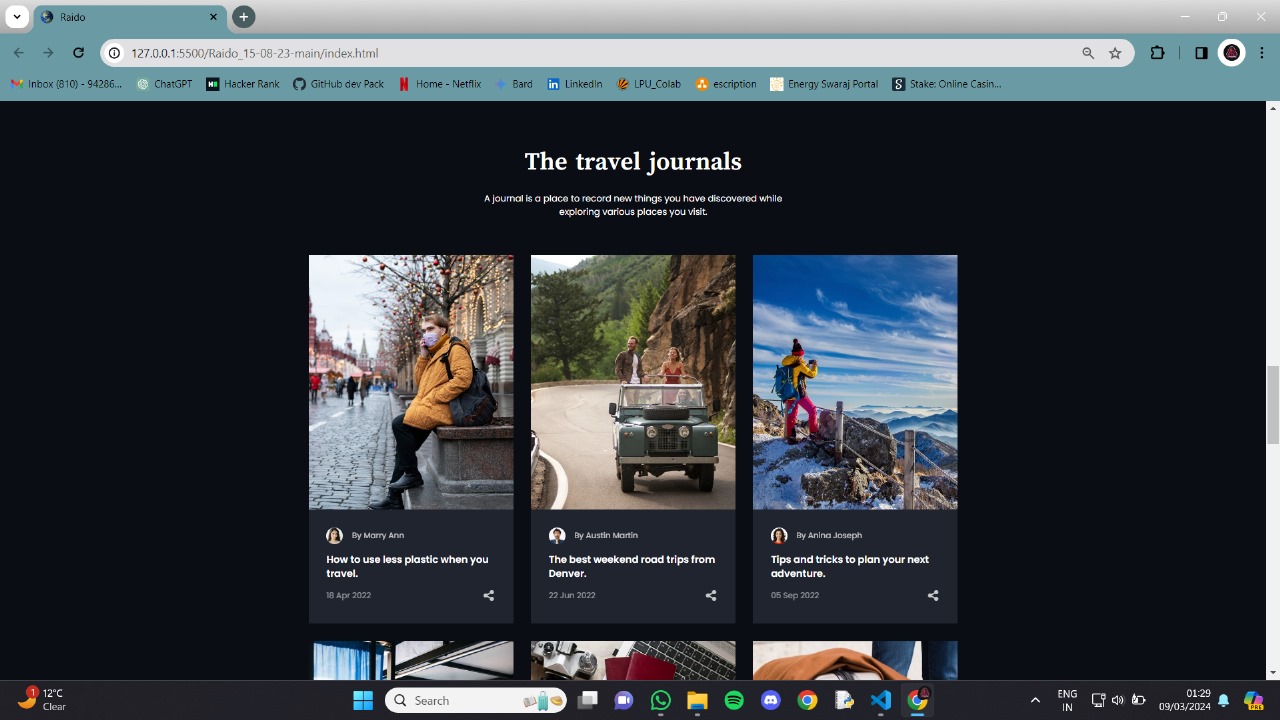 Raido
127.0.0.1:5500/Raido_15-08-23-main/index.html
Inbox (810) - 94286... ChatGPT Hacker Rank GitHub dev Pack Home - Netflix Bard LinkedIn LPU_Colab escription Energy Swaraj Portal Stake: Online Casin...
The travel journals
A journal is a place to record new things you have discovered while
exploring various places you visit.
By Marry Ann
How to use less plastic when you
travel.
18 Apr 2022
By Austin Martin
The best weekend road trips from
Denver.
22 Jun 2022
By Anina Joseph
Tips and tricks to plan your next
adventure.
05 Sep 2022
1
12°C
Clear
Search
ENG
IN
01:29
09/03/2024
PRE